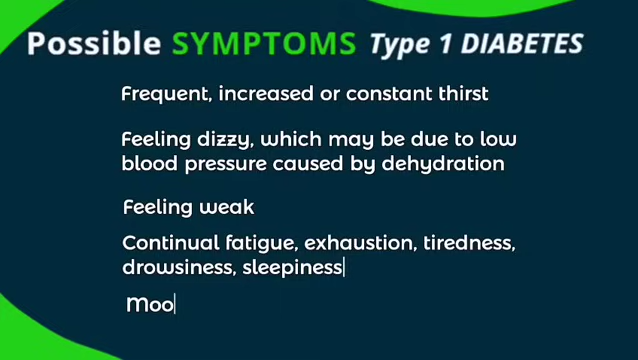 Possible SYMPTOMS Type 1 DIABETES
Frequent, increased or constant thirst
Feeling dizzy, which may be due to low
blood pressure caused by dehydration
Feeling weak
Continual fatigue, exhaustion, tiredness,
drowsiness, sleepiness
Moo